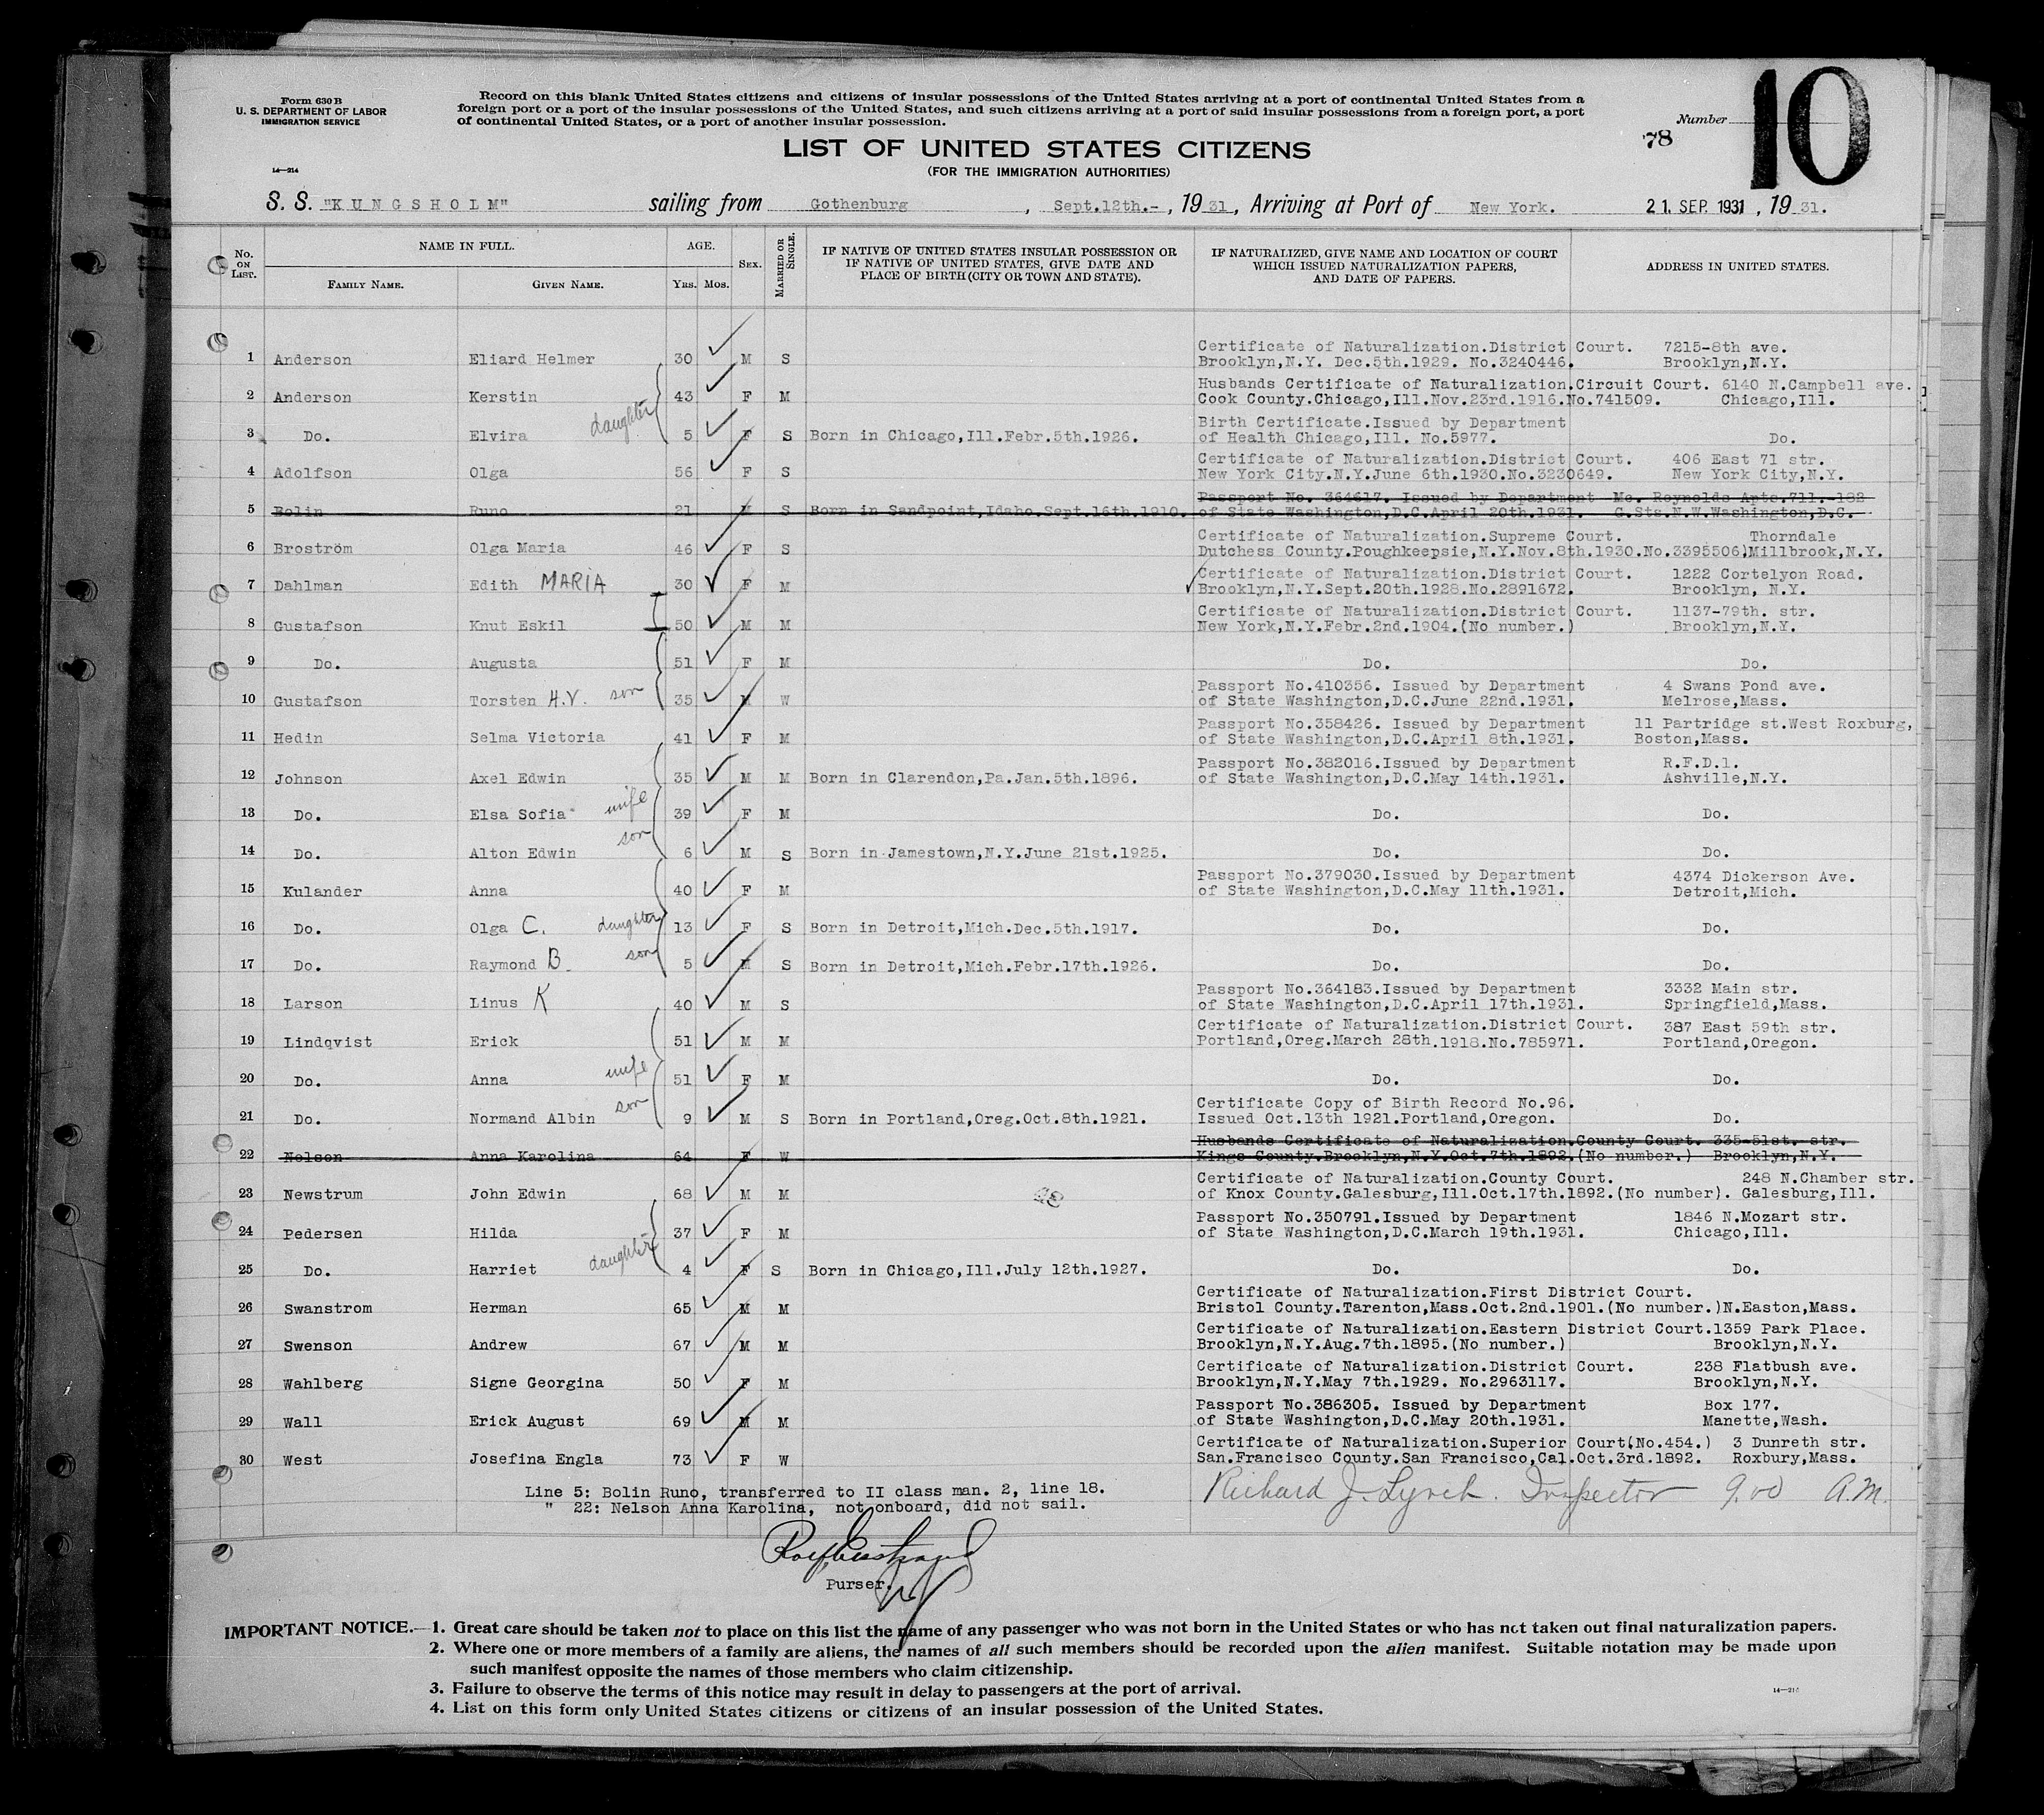 Form 630 B
U. S. DEPARTMENT OF LABOR
IMMIGRATION SERVICE
14—214
Record on this blank United States citizens and citizens of insular possessions of the United States arriving at a port of continental United States from a
foreign port or a port of the insular possessions of the United States, and such citizens arriving at a port of said insular possessions from a foreign port, a port
of continental United States, or a port of another insular possession.
Number 10
78
LIST OF UNITED STATES CITIZENS
(FOR THE IMMIGRATION AUTHORITIES)
S. S. "KUNGSHOLM" sailing from Gothenburg, Sept.12th.-, 1931, Arriving at Port of New York. 21. SEP. 1931, 1931.
No. ON LIST. NAME IN FULL. FAMILY NAME. GIVEN NAME. AGE. YRS. MOS. SEX. MARRIED OR SINGLE.
IF NATIVE OF UNITED STATES INSULAR POSSESSION OR IF NATIVE OF UNITED STATES, GIVE DATE AND PLACE OF BIRTH (CITY OR TOWN AND STATE).
IF NATURALIZED, GIVE NAME AND LOCATION OF COURT WHICH ISSUED NATURALIZATION PAPERS, AND DATE OF PAPERS.
ADDRESS IN UNITED STATES.
Certificate of Naturalization.District Court. 7215-8th ave.
1 Anderson Eliard Helmer 30 M S Brooklyn,N.Y. Dec.5th.1929. No.3240446. Brooklyn,N.Y.
Husbands Certificate of Naturalization.Circuit Court. 6140 N.Campbell ave.
2 Anderson Kerstin 43 F M Cook County.Chicago,Ill.Nov.23rd.1916.No.741509. Chicago,Ill.
Birth Certificate.Issued by Department
3 Do. Elvira daughter 5 F S Born in Chicago,Ill.Febr.5th.1926. of Health Chicago,Ill. No.5977. Do.
Certificate of Naturalization.District Court. 406 East 71 str.
4 Adolfson Olga 56 F S New York City.N.Y.June 6th.1930.No.3230649. New York City,N.Y.
Passport No. 364617. Issued by Department Mc. Reynolds Apts.711.-182
5 Bolin Runo 21 M S Born in Sandpoint,Idaho.Sept.16th.1910. of State Washington,D.C.April 20th.1931. G.Sts.N.W.Washington,D.C.
Certificate of Naturalization.Supreme Court. Thorndale
6 Broström Olga Maria 46 F S Dutchess County.Poughkeepsie,N.Y.Nov.8th.1930.No.3395506)Millbrook,N.Y.
Certificate of Naturalization.District Court. 1222 Cortelyon Road.
7 Dahlman Edith MARIA 30 F M Brooklyn,N.Y.Sept.20th.1928.No.2891672. Brooklyn, N.Y.
Certificate of Naturalization.District Court. 1137-79th. str.
8 Gustafson Knut Eskil 50 M M New York,N.Y.Febr.2nd.1904.(No number.) Brooklyn,N.Y.
9 Do. Augusta 51 F M Do. Do.
Passport No.410356. Issued by Department 4 Swans Pond ave.
10 Gustafson Torsten H.V. son 35 M W of State Washington,D.C.June 22nd.1931. Melrose,Mass.
Passport No.358426. Issued by Department 11 Partridge st.West Roxburg,
11 Hedin Selma Victoria 41 F M of State Washington,D.C.April 8th.1931. Boston,Mass.
Passport No.382016.Issued by Department R.F.D.1.
12 Johnson Axel Edwin 35 M M Born in Clarendon,Pa.Jan.5th.1896. of State Washington,D.C.May 14th.1931. Ashville,N.Y.
13 Do. Elsa Sofia wife 39 F M Do. Do.
14 Do. Alton Edwin son 6 M S Born in Jamestown,N.Y.June 21st.1925. Do. Do.
Passport No.379030.Issued by Department 4374 Dickerson Ave.
15 Kulander Anna 40 F M of State Washington,D.C.May 11th.1931. Detroit,Mich.
16 Do. Olga C. daughter 13 F S Born in Detroit,Mich.Dec.5th.1917. Do. Do.
17 Do. Raymond B. son 5 M S Born in Detroit,Mich.Febr.17th.1926. Do. Do.
Passport No.364183.Issued by Department 3332 Main str.
18 Larson Linus K 40 M S of State Washington,D.C.April 17th.1931. Springfield,Mass.
Certificate of Naturalization.District Court. 387 East 59th str.
19 Lindqvist Erick 51 M M Portland,Oreg.March 28th.1918.No.785971. Portland,Oregon.
20 Do. Anna wife 51 F M Do. Do.
Certificate Copy of Birth Record No.96.
21 Do. Normand Albin son 9 M S Born in Portland,Oreg.Oct.8th.1921. Issued Oct.13th 1921.Portland,Oregon. Do.
Husbands Certificate of Naturalization.County Court. 335-51st. str.
22 Nelson Anna Karolina 64 F W Kings County.Brooklyn,N.Y.Oct.7th.1892.(No number.) Brooklyn,N.Y.
Certificate of Naturalization.County Court. 248 N.Chamber str.
23 Newstrum John Edwin 68 M M of Knox County.Galesburg,Ill.Oct.17th.1892.(No number). Galesburg,Ill.
Passport No.350791.Issued by Department 1846 N.Mozart str.
24 Pedersen Hilda 37 F M of State Washington,D.C.March 19th.1931. Chicago,Ill.
25 Do. Harriet daughter 4 F S Born in Chicago,Ill.July 12th.1927. Do. Do.
Certificate of Naturalization.First District Court.
26 Swanstrom Herman 65 M M Bristol County.Tarenton,Mass.Oct.2nd.1901.(No number.)N.Easton,Mass.
Certificate of Naturalization.Eastern District Court.1359 Park Place.
27 Swenson Andrew 67 M M Brooklyn,N.Y.Aug.7th.1895.(No number.) Brooklyn,N.Y.
Certificate of Naturalization.District Court. 238 Flatbush ave.
28 Wahlberg Signe Georgina 50 F M Brooklyn,N.Y.May 7th.1929. No.2963117. Brooklyn,N.Y.
Passport No.386305. Issued by Department Box 177.
29 Wall Erick August 69 M M of State Washington,D.C.May 20th.1931. Manette,Wash.
Certificate of Naturalization.Superior Court(No.454.) 3 Dunreth str.
30 West Josefina Engla 73 F W San.Francisco County.San Francisco,Cal.Oct.3rd.1892. Roxbury,Mass.
Line 5: Bolin Runo, transferred to II class man. 2, line 18.
" 22: Nelson Anna Karolina, not onboard, did not sail.
Richard J. Lynch. Inspector 9.00 A.M.
Purser.
IMPORTANT NOTICE.—1. Great care should be taken not to place on this list the name of any passenger who was not born in the United States or who has not taken out final naturalization papers.
2. Where one or more members of a family are aliens, the names of all such members should be recorded upon the alien manifest. Suitable notation may be made upon
such manifest opposite the names of those members who claim citizenship.
3. Failure to observe the terms of this notice may result in delay to passengers at the port of arrival.
4. List on this form only United States citizens or citizens of an insular possession of the United States.